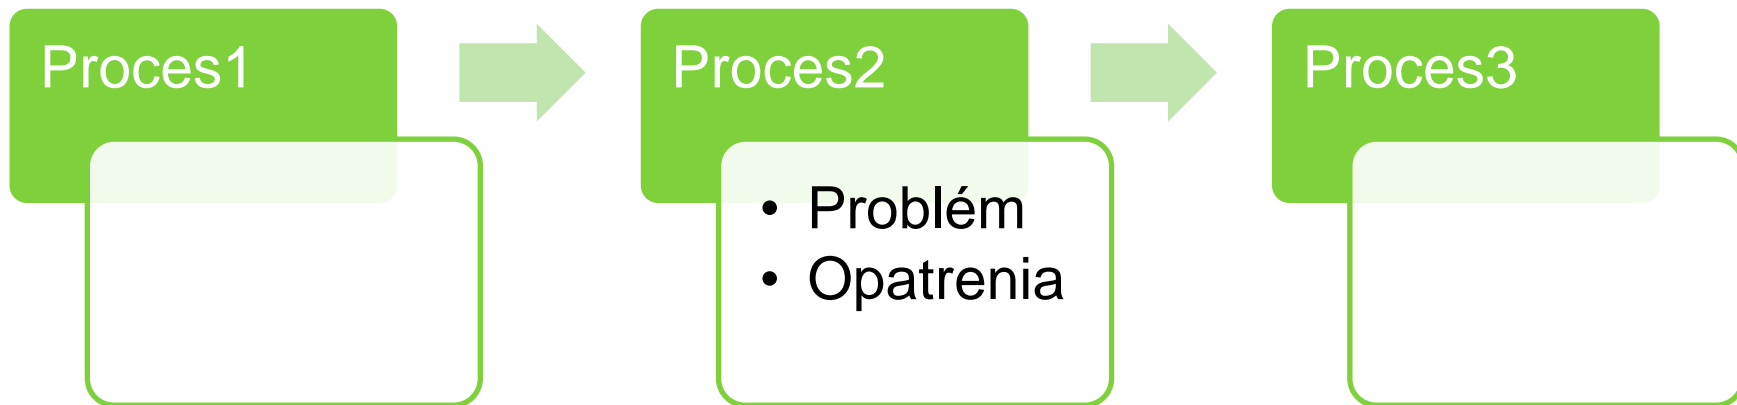 Proces1
Proces2
Proces3
• Problém
• Opatrenia